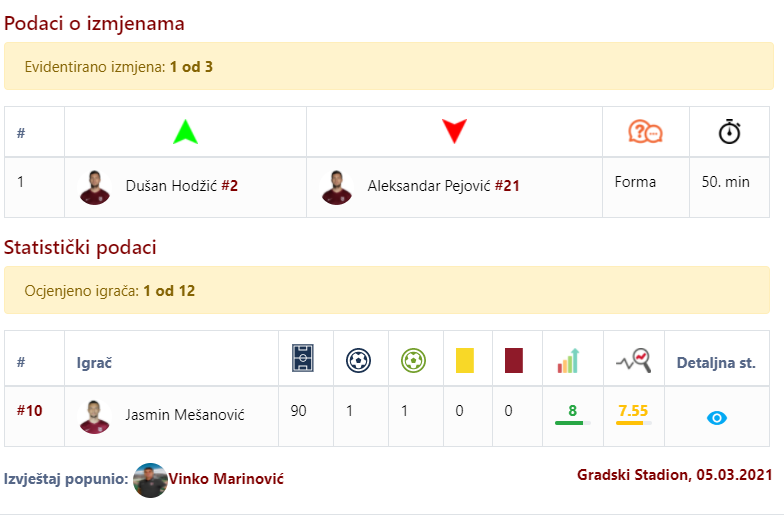 Podaci o izmjenama
Evidentirano izmjena: 1 od 3
#
1 Dušan Hodžić #2 Aleksandar Pejović #21 Forma 50. min
Statistički podaci
Ocjenjeno igrača: 1 od 12
# Igrač Detaljna st.
#10 Jasmin Mešanović 90 1 1 0 0 8 7.55
Izvještaj popunio: Vinko Marinović Gradski Stadion, 05.03.2021